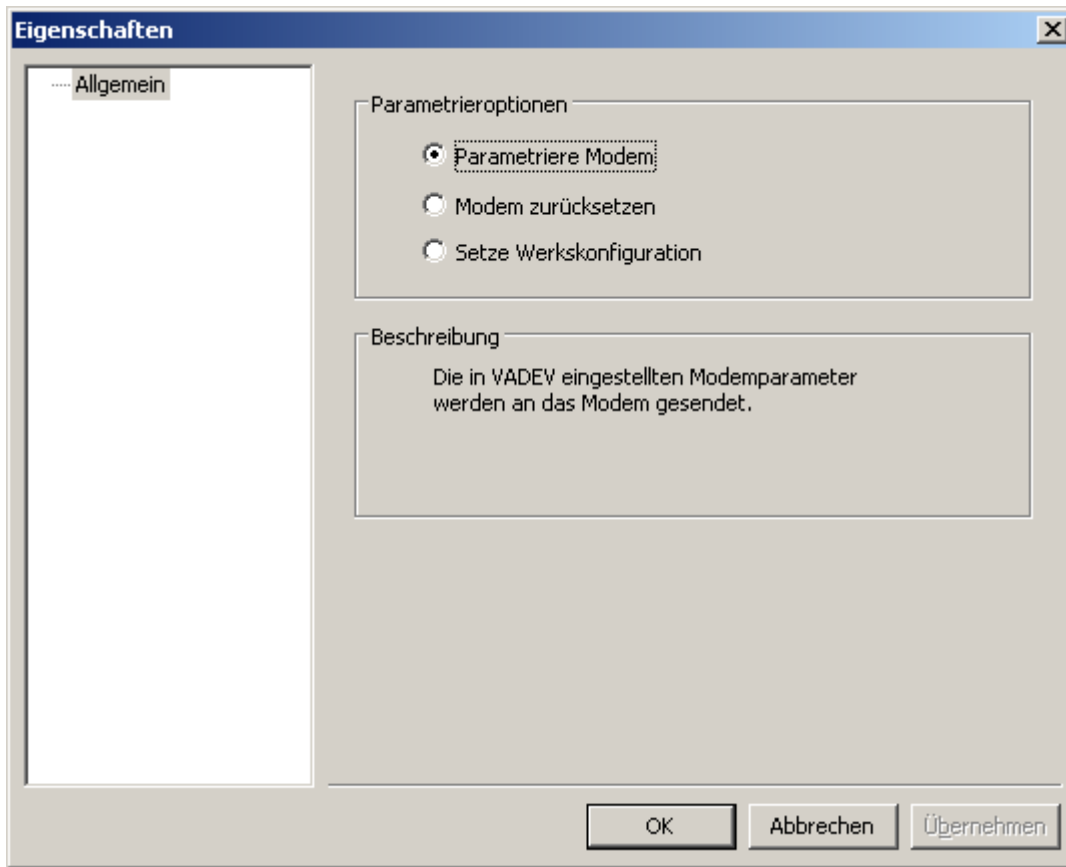 Eigenschaften
Allgemein
Parametrieroptionen
Parametriere Modem
Modem zurücksetzen
Setze Werkskonfiguration
Beschreibung
Die in VADEV eingestellten Modemparameter
werden an das Modem gesendet.
OK
Abbrechen
Übernehmen